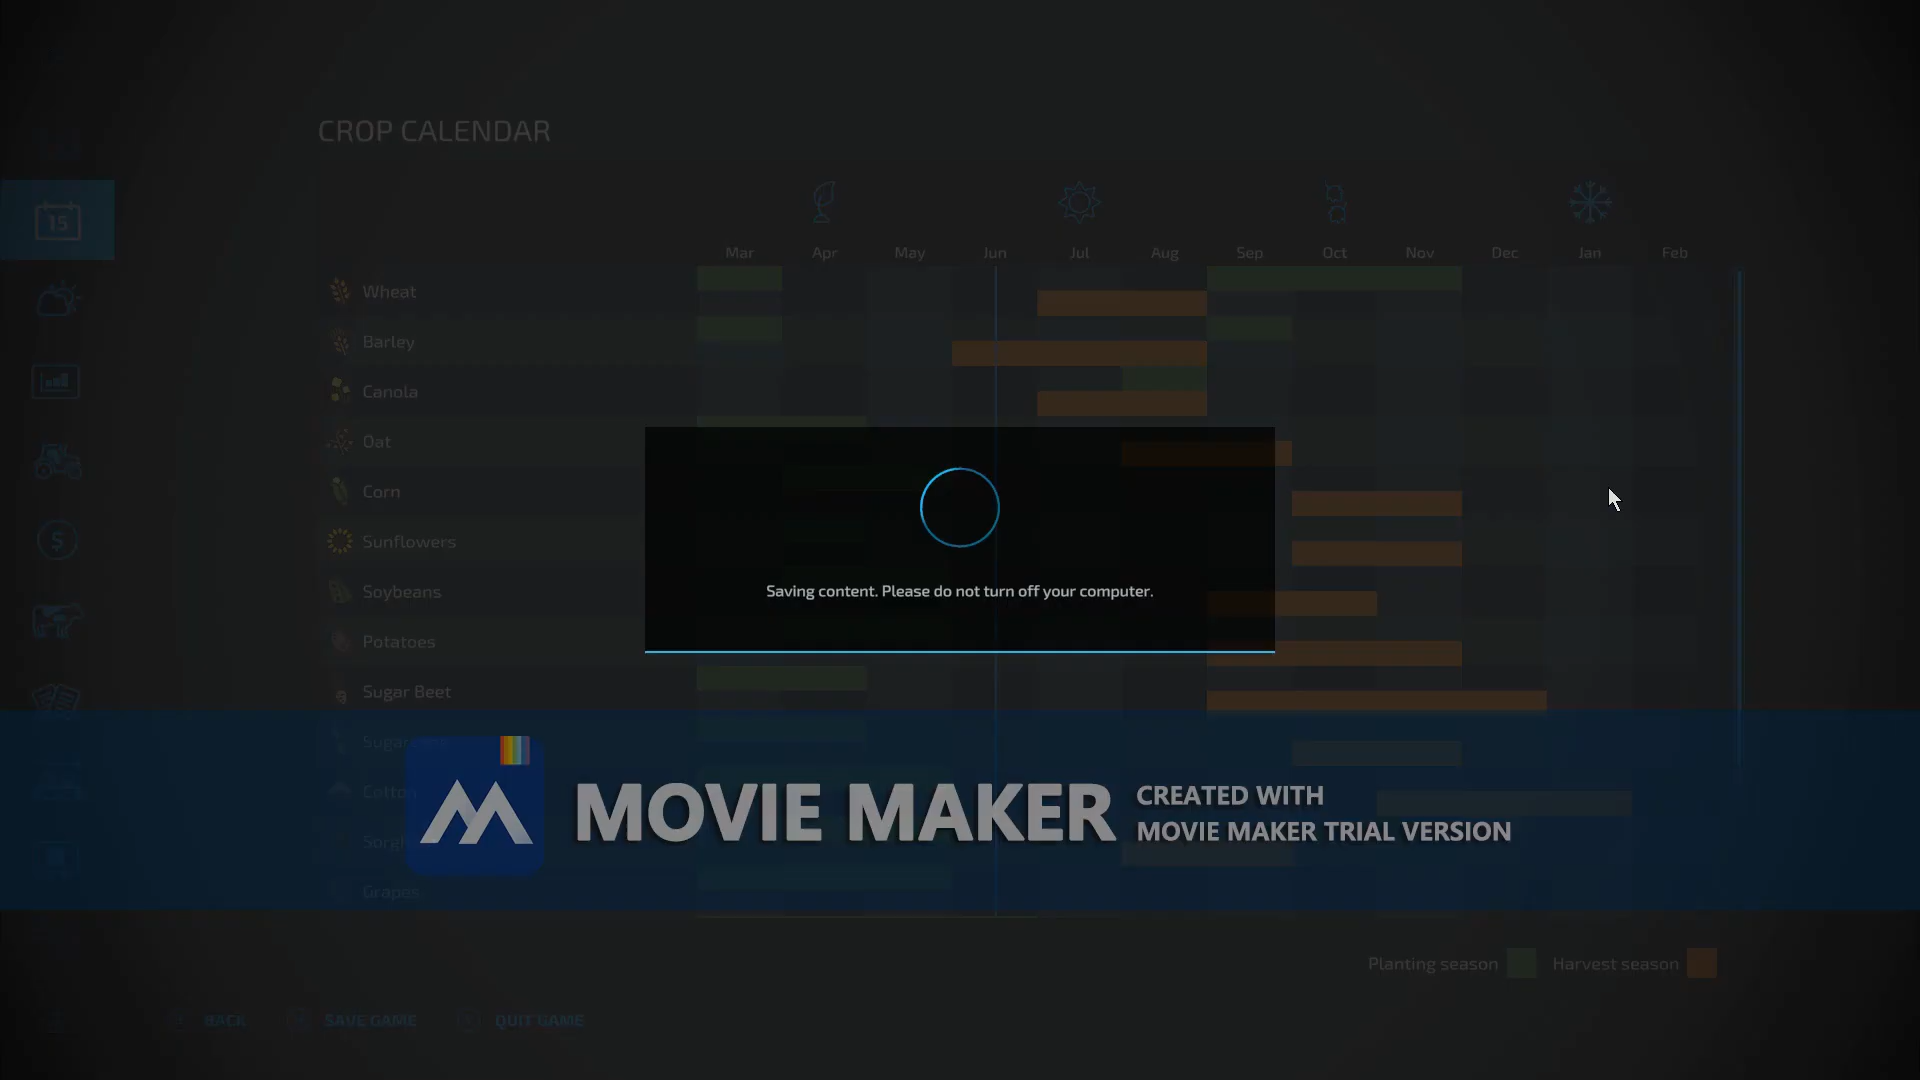 CROP CALENDAR
15
Mar Apr May Jun Jul Aug Sep Oct Nov Dec Jan Feb
Wheat
Barley
Canola
Oat
Corn
Sunflowers
Soybeans
Potatoes
Sugar Beet
Cotton
Grapes
Saving content. Please do not turn off your computer.
MOVIE MAKER
CREATED WITH
MOVIE MAKER TRIAL VERSION
Planting season Harvest season
BACK SAVE GAME QUIT GAME